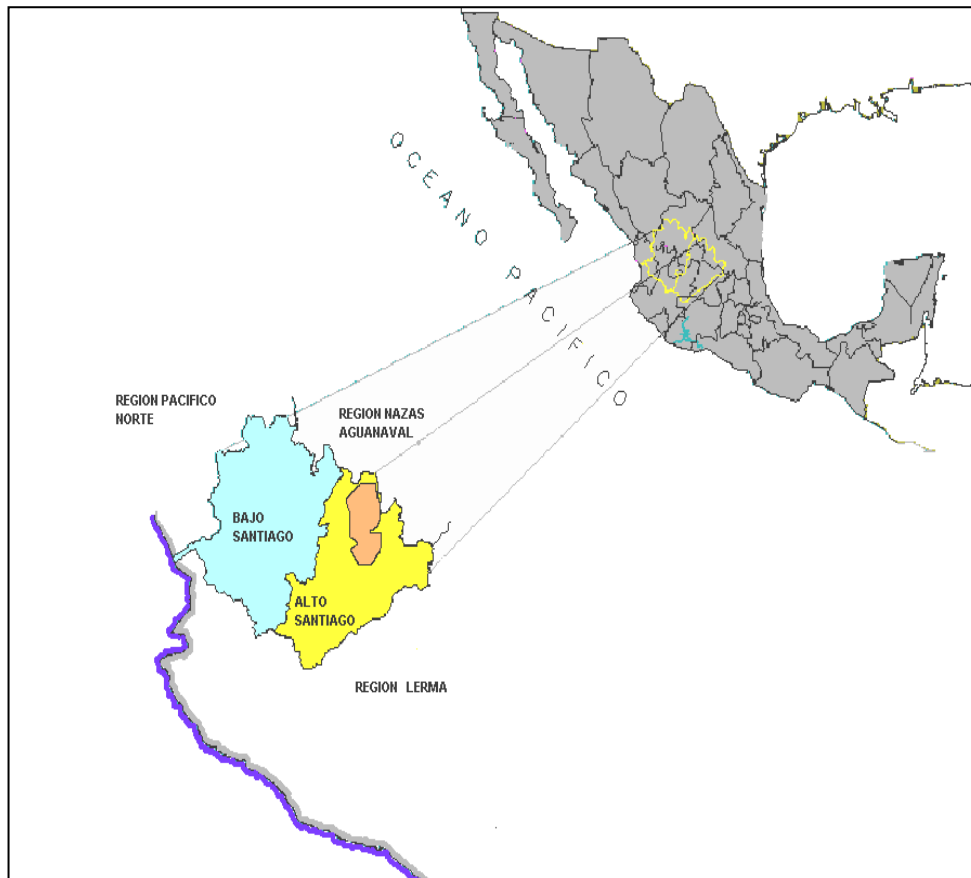 OCEANO PACIFICO
REGION PACIFICO
NORTE
REGION NAZAS
AGUANAVAL
BAJO
SANTIAGO
ALTO
SANTIAGO
REGION LERMA